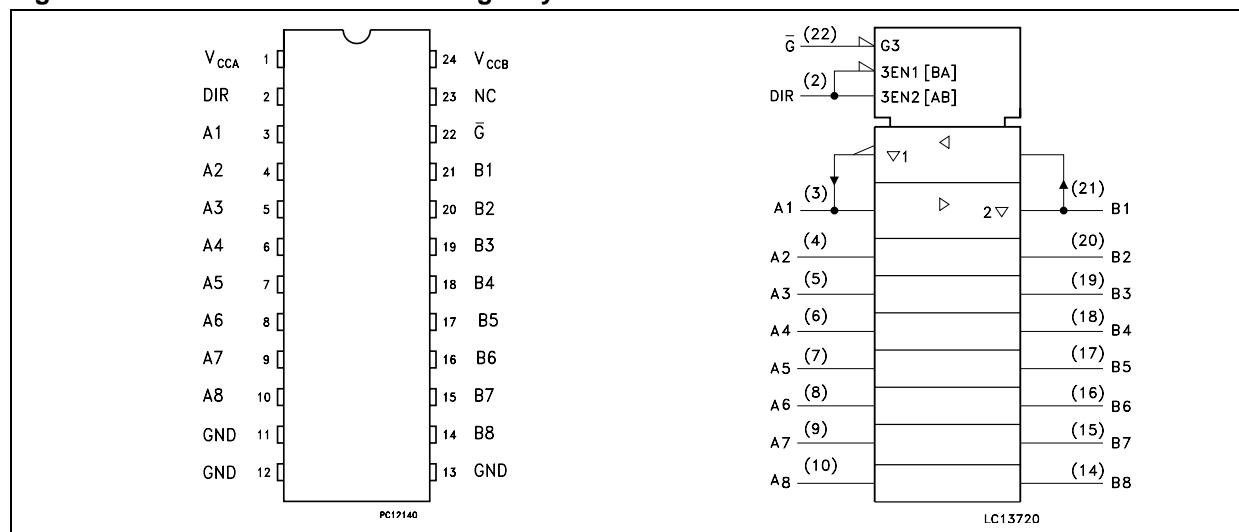 V_CCA 1 24 V_CCB
DIR 2 23 NC
A1 3 22 G̅
A2 4 21 B1
A3 5 20 B2
A4 6 19 B3
A5 7 18 B4
A6 8 17 B5
A7 9 16 B6
A8 10 15 B7
GND 11 14 B8
GND 12 13 GND
PC12140
G̅ (22) G3
3EN1 [BA]
DIR (2) 3EN2 [AB]
▽1 ◁
A1 (3) ▷ 2▽ (21) B1
A2 (4) (20) B2
A3 (5) (19) B3
A4 (6) (18) B4
A5 (7) (17) B5
A6 (8) (16) B6
A7 (9) (15) B7
A8 (10) (14) B8
LC13720